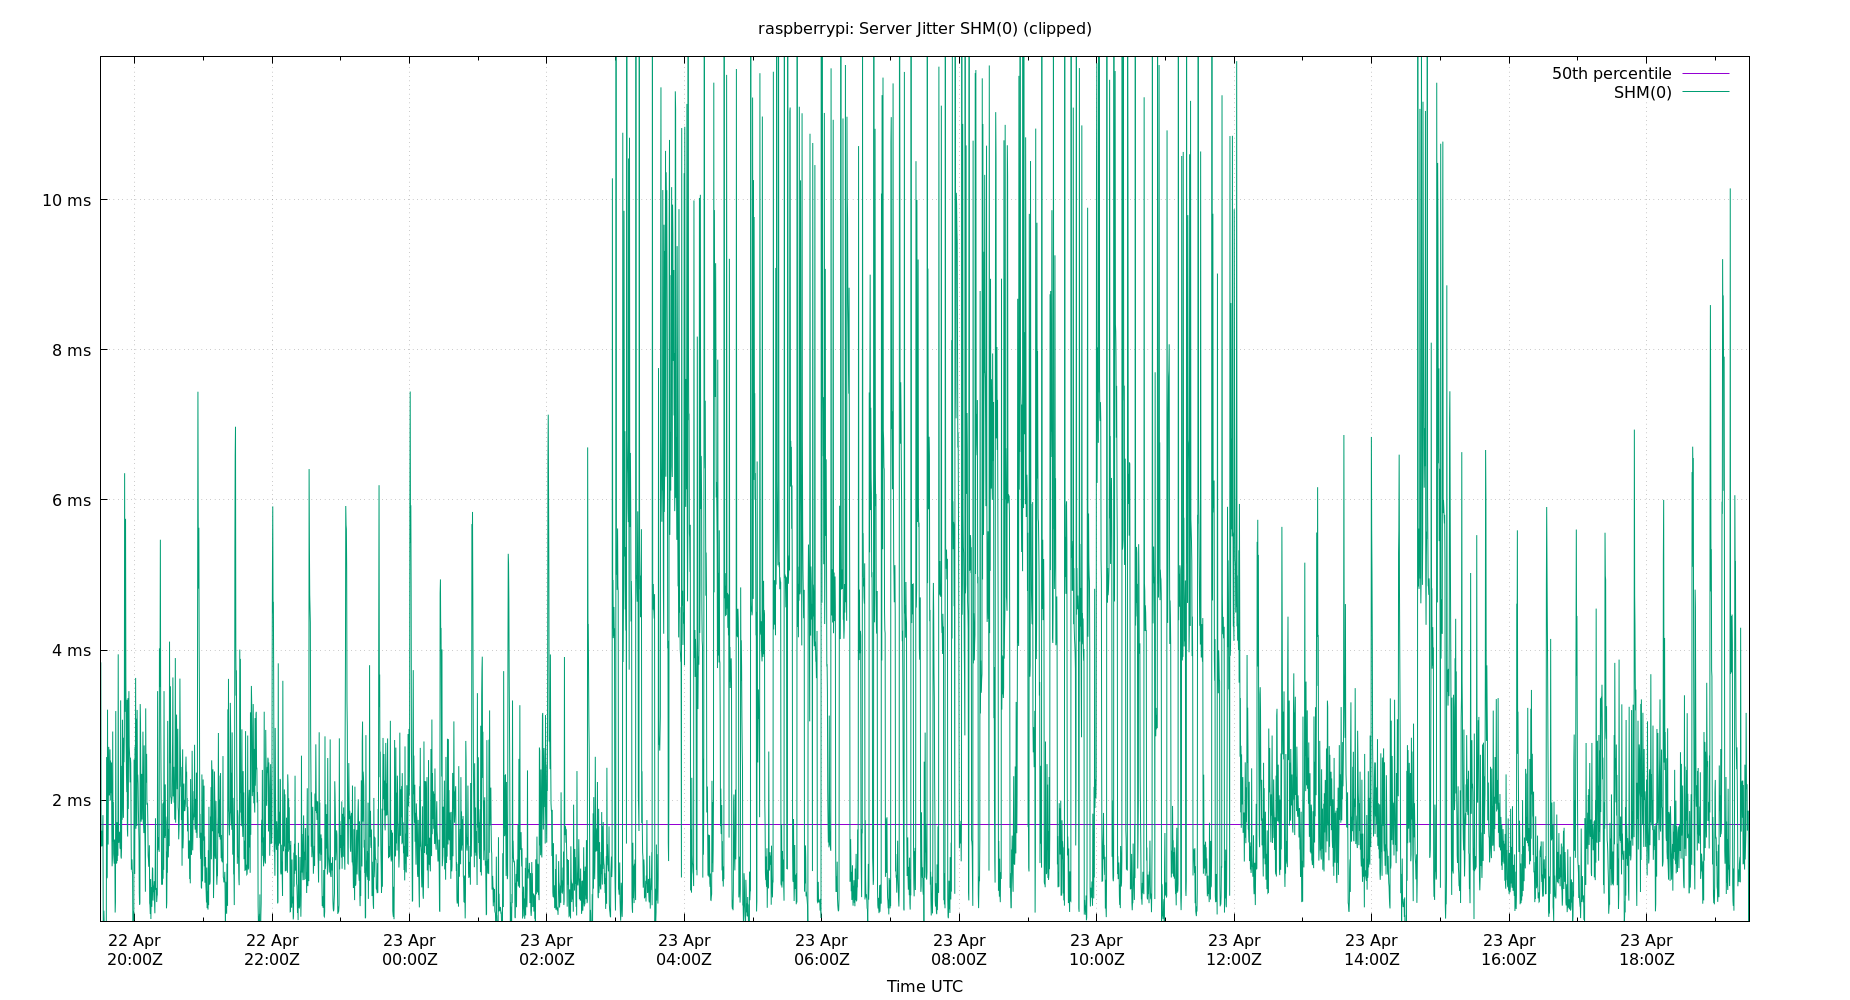 raspberrypi: Server Jitter SHM(0) (clipped)
50th percentile
SHM(0)
10 ms
8 ms
6 ms
4 ms
2 ms
22 Apr 22 Apr 23 Apr 23 Apr 23 Apr 23 Apr 23 Apr 23 Apr 23 Apr 23 Apr 23 Apr 23 Apr
20:00Z 22:00Z 00:00Z 02:00Z 04:00Z 06:00Z 08:00Z 10:00Z 12:00Z 14:00Z 16:00Z 18:00Z
Time UTC